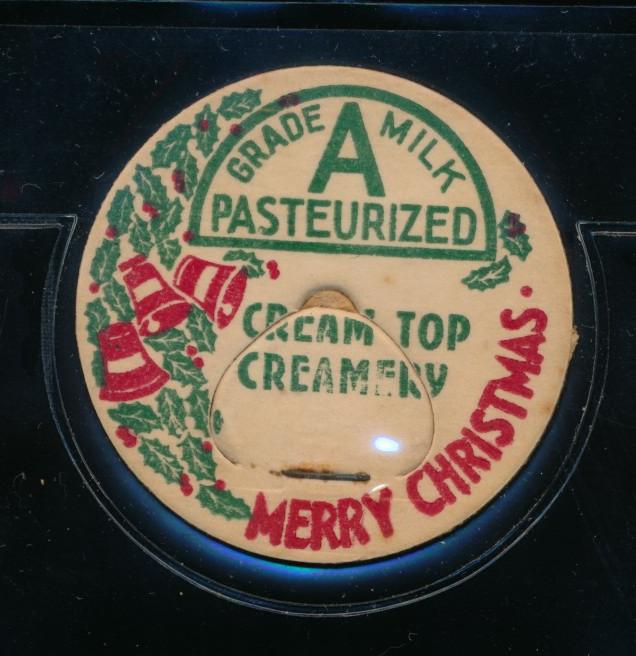 GRADE A MILK
PASTEURIZED
CREAM TOP
CREAMERY
MERRY CHRISTMAS.